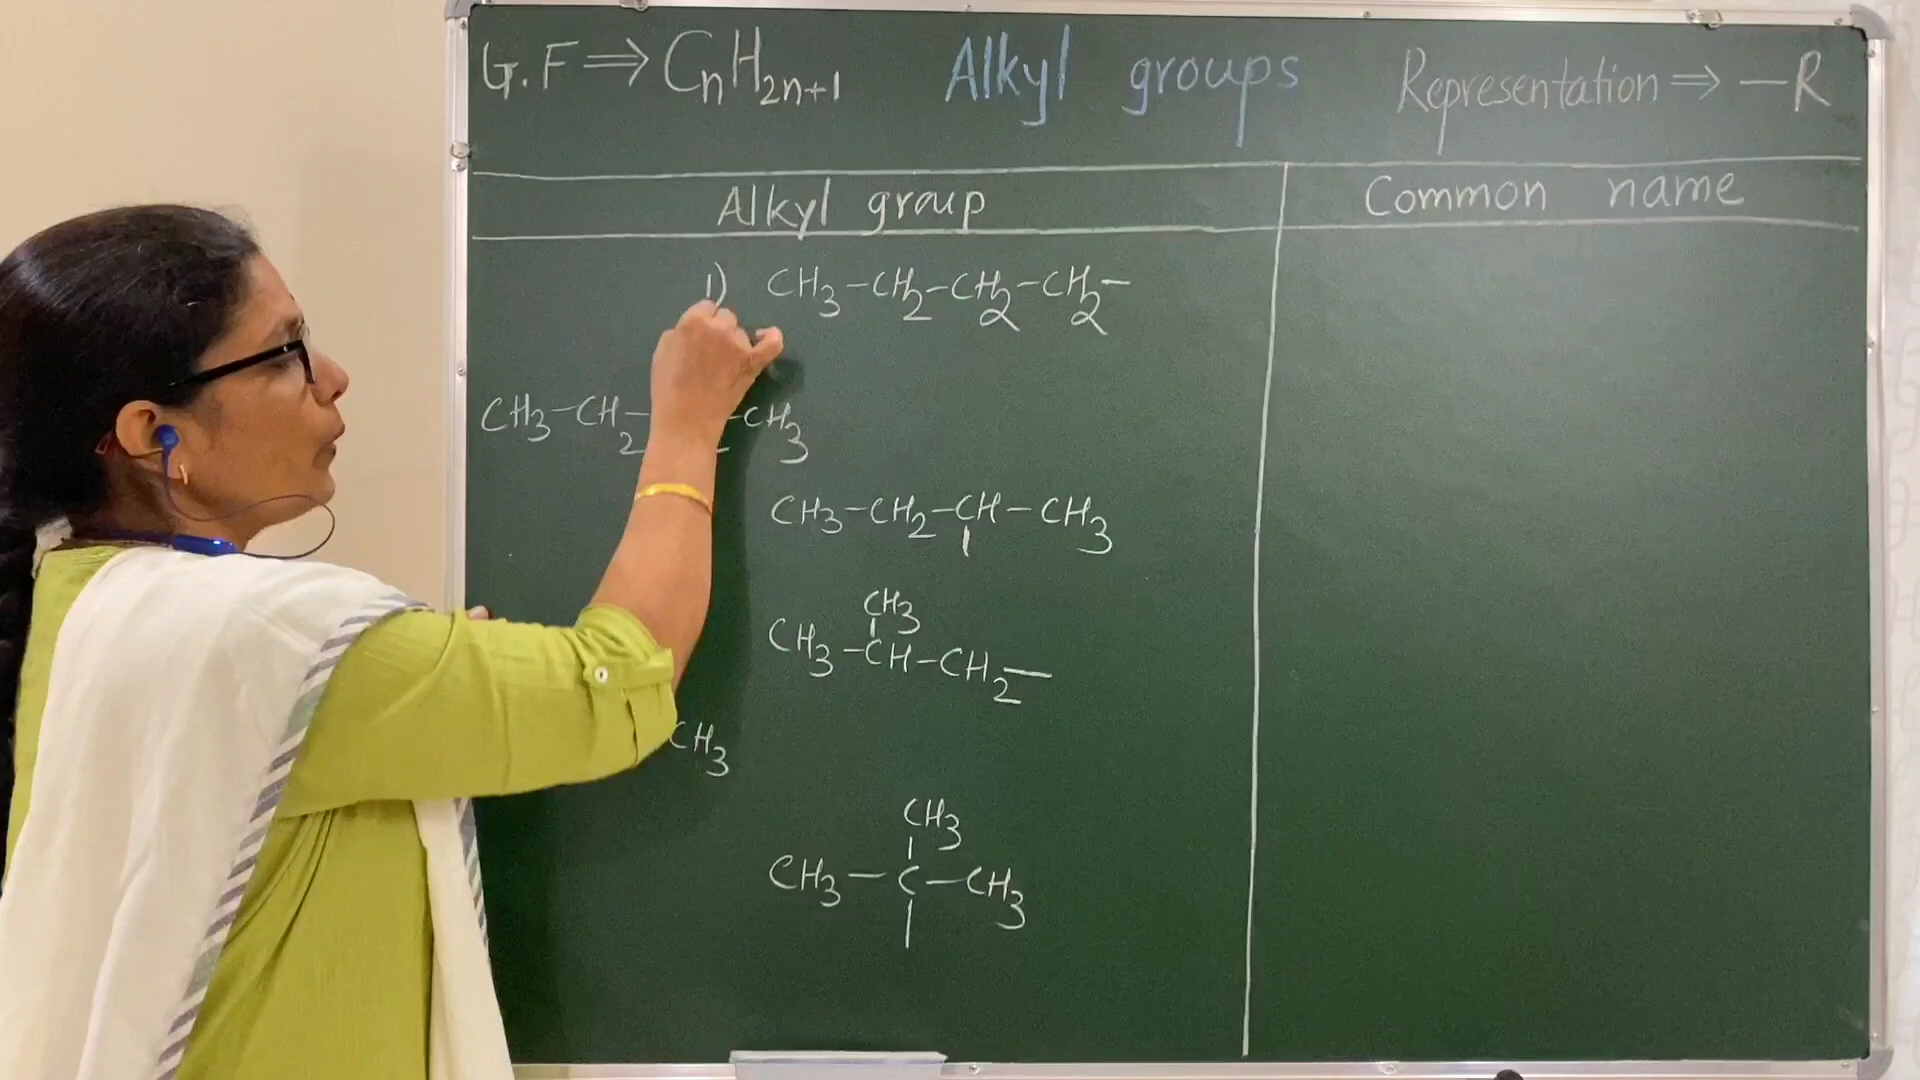 G.F ⇒ CnH2n+1 Alkyl groups Representation ⇒ —R
Alkyl group Common name
1) CH3—CH2—CH2—CH2—
CH3—CH2— —CH3
CH3—CH2—CH—CH3
CH3
CH3—CH—CH2—
CH3
CH3
CH3—C—CH3